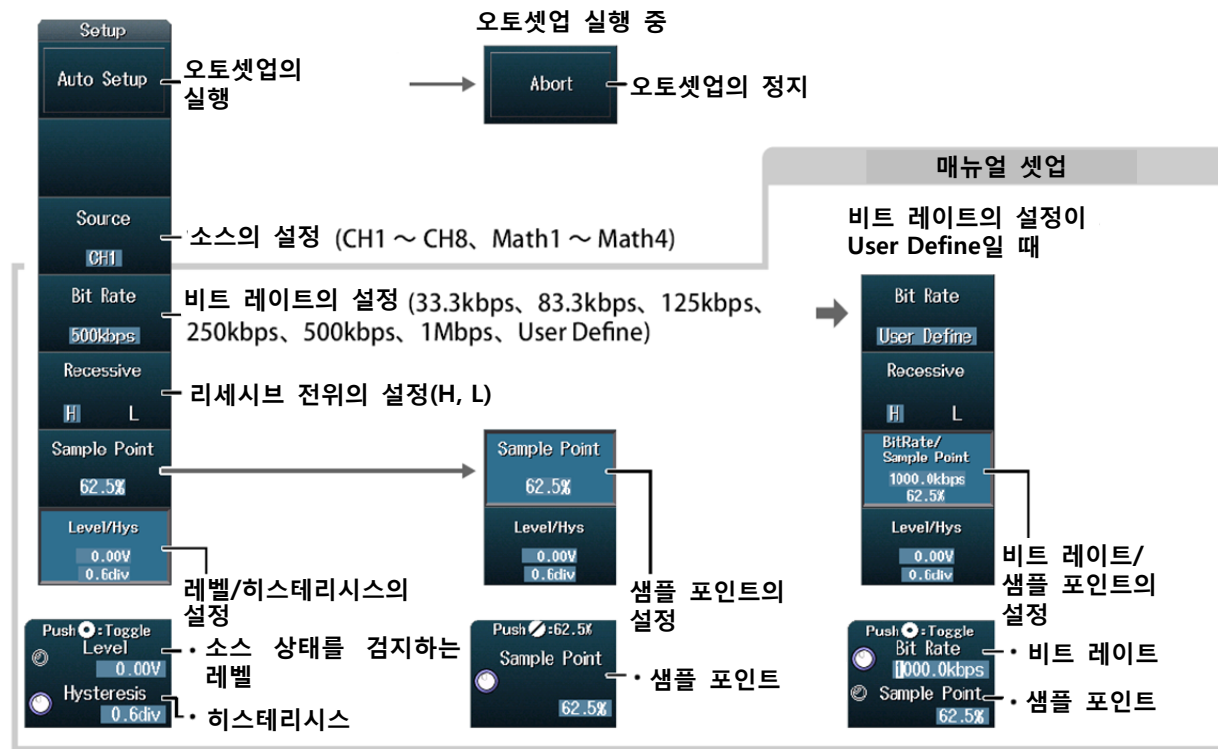 Setup
Auto Setup
오토셋업의
실행
오토셋업 실행 중
Abort
오토셋업의 정지
매뉴얼 셋업
Source
CH1
소스의 설정 (CH1 ～ CH8、Math1 ～ Math4)
Bit Rate
500kbps
비트 레이트의 설정 (33.3kbps、83.3kbps、125kbps、
250kbps、500kbps、1Mbps、User Define)
Recessive
H L
리세시브 전위의 설정(H, L)
Sample Point
62.5%
Level/Hys
0.00V
0.6div
레벨/히스테리시스의
설정
Push :Toggle
Level
0.00V
Hysteresis
0.6div
· 소스 상태를 검지하는
레벨
· 히스테리시스
Sample Point
62.5%
Level/Hys
0.00V
0.6div
샘플 포인트의
설정
Push :62.5%
Sample Point
62.5%
· 샘플 포인트
비트 레이트의 설정이
User Define일 때
Bit Rate
User Define
Recessive
H L
BitRate/
Sample Point
1000.0kbps
62.5%
Level/Hys
0.00V
0.6div
비트 레이트/
샘플 포인트의
설정
Push :Toggle
Bit Rate
1000.0kbps
Sample Point
62.5%
· 비트 레이트
· 샘플 포인트